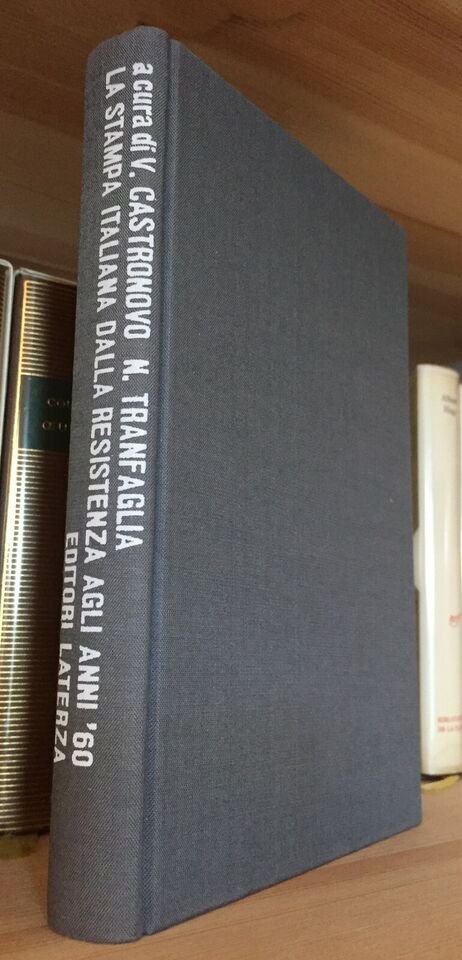 a cura di V. CASTRONOVO N. TRANFAGLIA
LA STAMPA ITALIANA DALLA RESISTENZA AGLI ANNI '60
EDITORI LATERZA